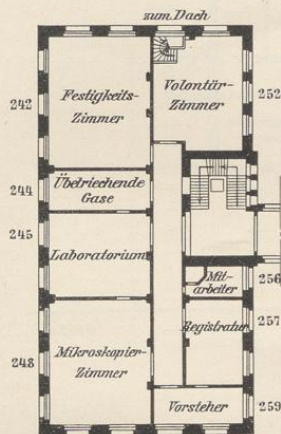 zum Dach
242
Festigkeits-
Zimmer
Volontär-
Zimmer
252
244
Übelriechende
Gase
245
Laboratorium
Mit-
arbeiter
256
Registratur
257
248
Mikroskopier-
Zimmer
Vorsteher
259